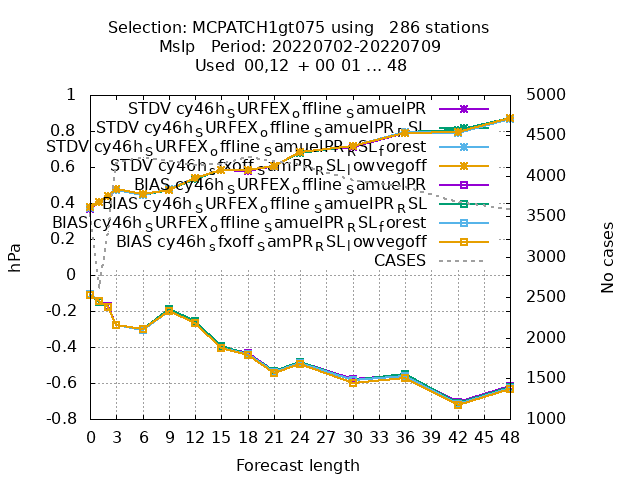 Selection: MCPATCH1gt075 using   286 stations
Mslp   Period: 20220702-20220709
Used  00,12  + 00 01 ... 48
1
0.8
0.6
0.4
0.2
0
-0.2
-0.4
-0.6
-0.8
hPa
5000
4500
4000
3500
3000
2500
2000
1500
1000
No cases
STDV cy46h_SURFEX_offline_samuelPR
STDV cy46h_SURFEX_offline_samuelPR_RSL
STDV cy46h_SURFEX_offline_samuelPR_RSL_forest
STDV cy46h_sfxoff_samPR_RSL_lowvegoff
BIAS cy46h_SURFEX_offline_samuelPR
BIAS cy46h_SURFEX_offline_samuelPR_RSL
BIAS cy46h_SURFEX_offline_samuelPR_RSL_forest
BIAS cy46h_sfxoff_samPR_RSL_lowvegoff
CASES
0 3 6 9 12 15 18 21 24 27 30 33 36 39 42 45 48
Forecast length